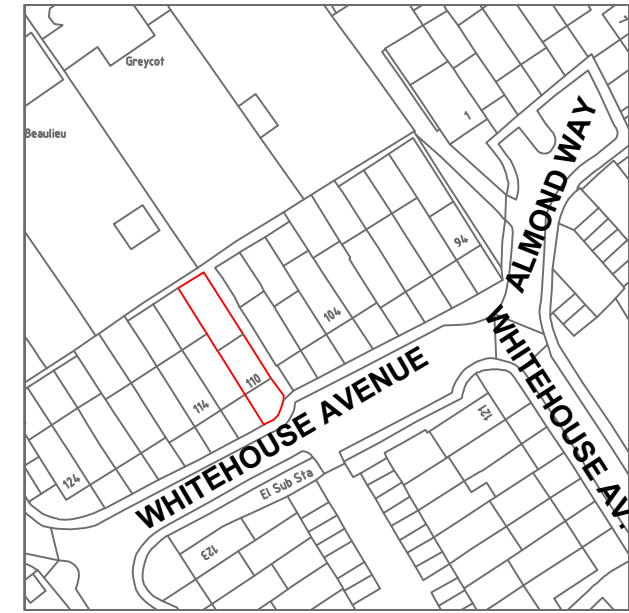 Greycot
Beaulieu
1
ALMOND WAY
94
104
110
114
124
WHITEHOUSE AVENUE
WHITEHOUSE AV.
121
El Sub Sta
123